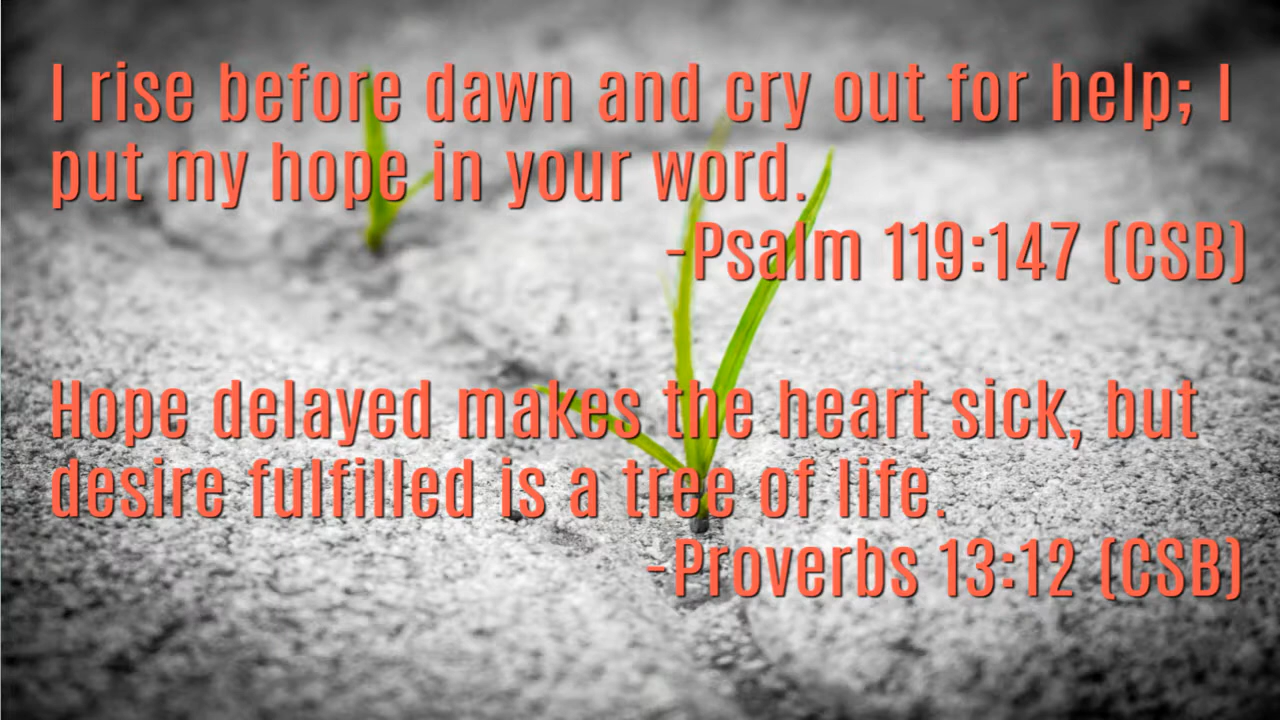 I rise before dawn and cry out for help; I
put my hope in your word.
-Psalm 119:147 (CSB)
Hope delayed makes the heart sick, but
desire fulfilled is a tree of life.
-Proverbs 13:12 (CSB)